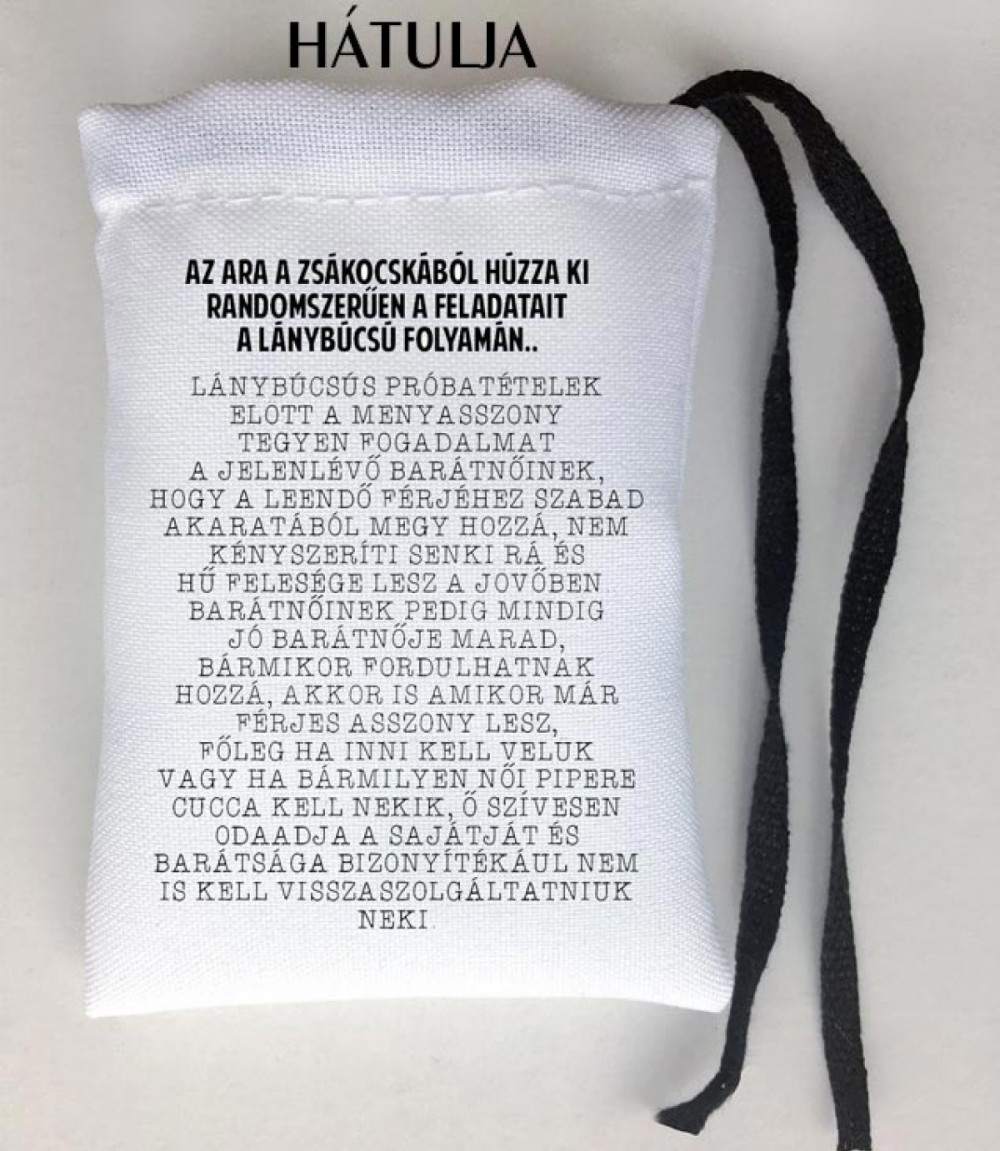 HÁTULJA
AZ ARA A ZSÁKOCSKÁBÓL HÚZZA KI
RANDOMSZERŰEN A FELADATAIT
A LÁNYBÚCSÚ FOLYAMÁN..
LÁNYBÚCSÚS PRÓBATÉTELEK
ELOTT A MENYASSZONY
TEGYEN FOGADALMAT
A JELENLÉVŐ BARÁTNŐINEK,
HOGY A LEENDŐ FÉRJÉHEZ SZABAD
AKARATÁBÓL MEGY HOZZÁ, NEM
KÉNYSZERÍTI SENKI RÁ ÉS
HŰ FELESÉGE LESZ A JOVŐBEN.
BARÁTNŐINEK PEDIG MINDIG
JÓ BARÁTNŐJE MARAD,
BÁRMIKOR FORDULHATNAK
HOZZÁ, AKKOR IS AMIKOR MÁR
FÉRJES ASSZONY LESZ,
FŐLEG HA INNI KELL VELUK
VAGY HA BÁRMILYEN NŐI PIPERE
CUCCA KELL NEKIK, Ő SZÍVESEN
ODAADJA A SAJÁTJÁT ÉS
BARÁTSÁGA BIZONYÍTÉKÁUL NEM
IS KELL VISSZASZOLGÁLTATNIUK
NEKI.